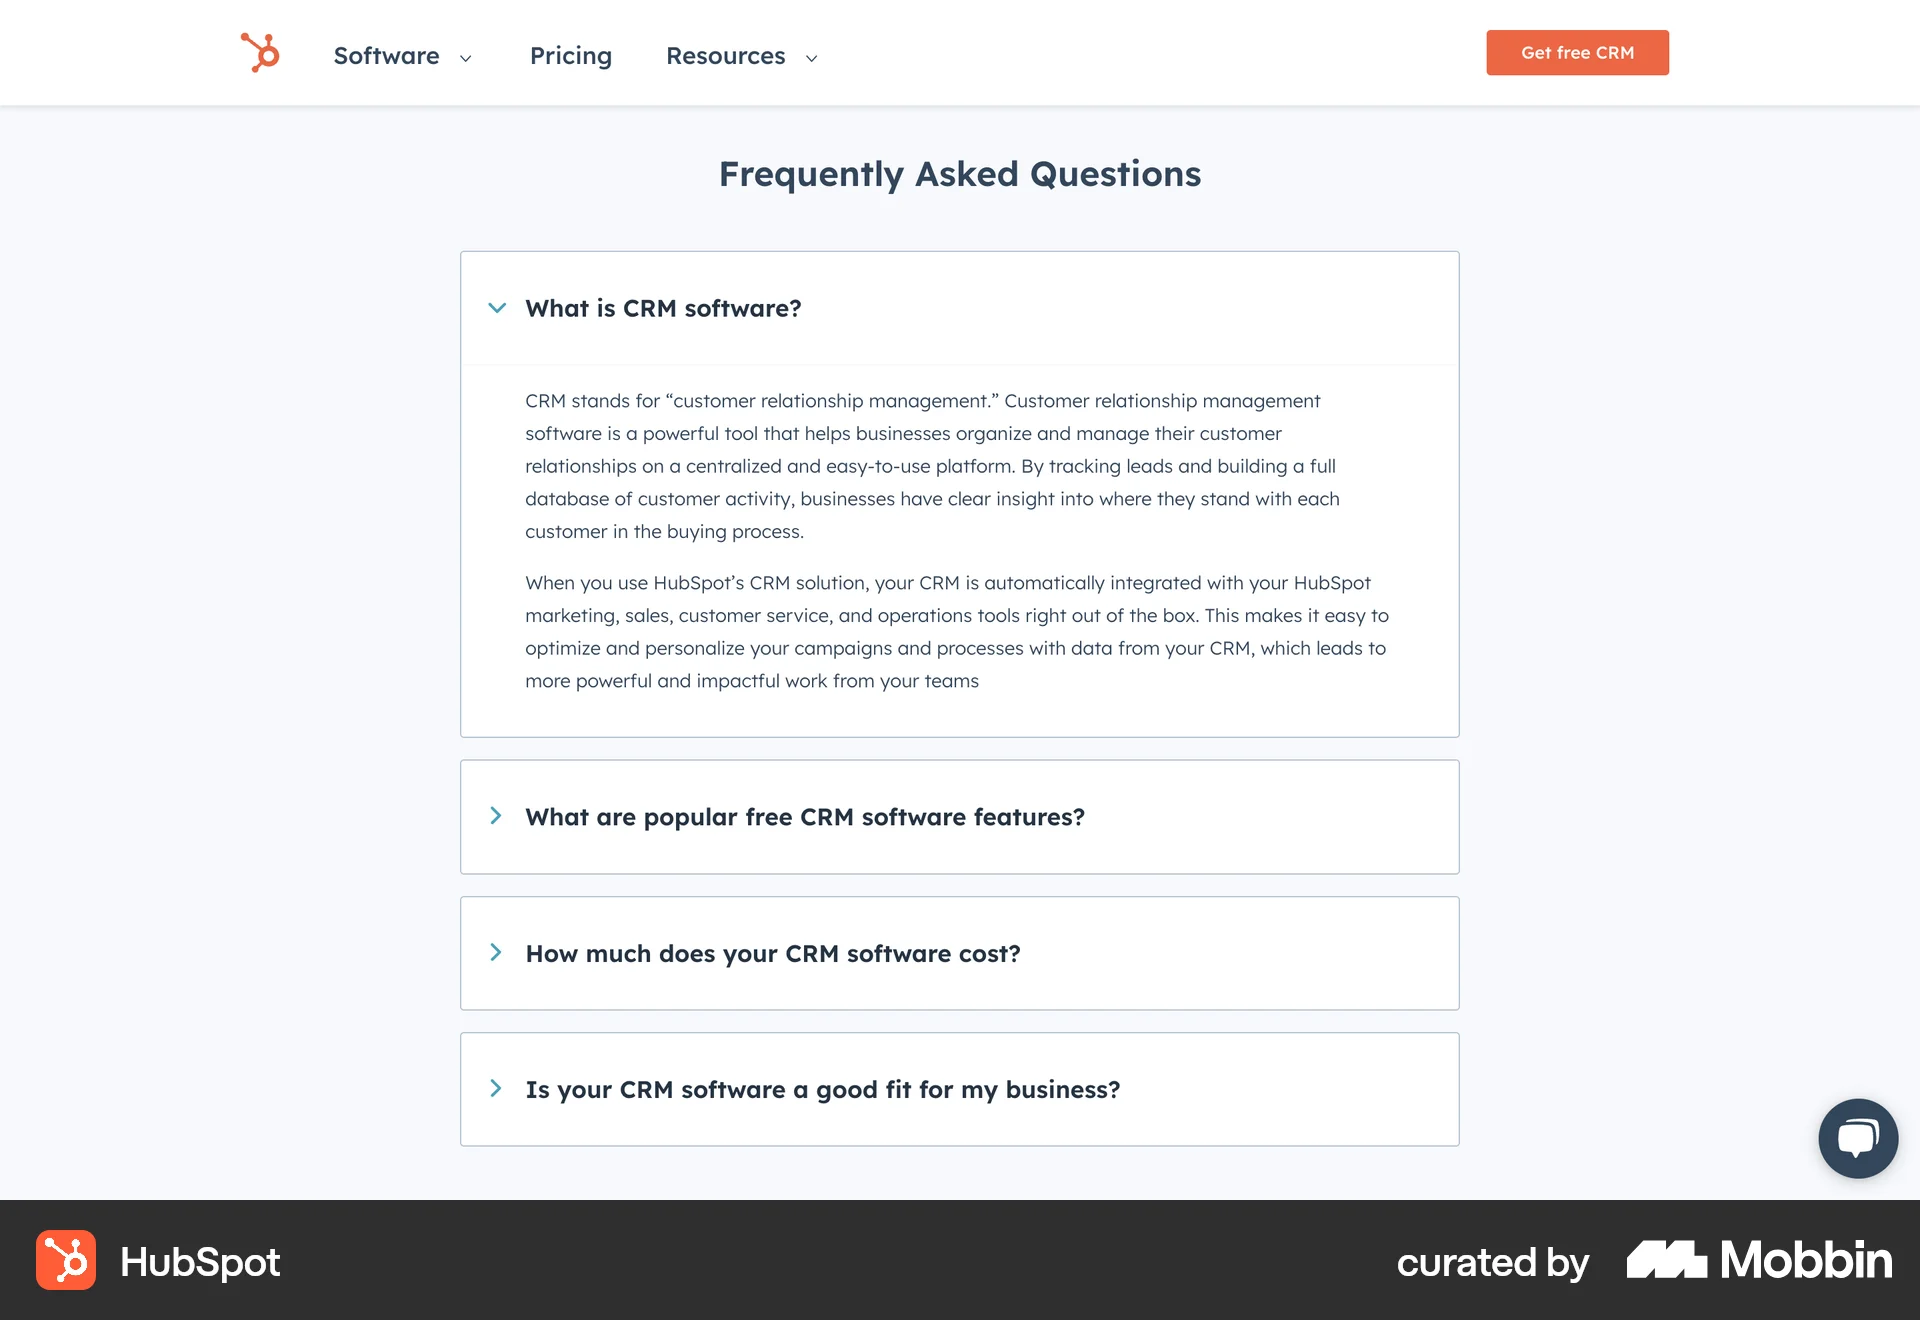 Software
Pricing
Resources
Get free CRM
Frequently Asked Questions
What is CRM software?
CRM stands for “customer relationship management.” Customer relationship management
software is a powerful tool that helps businesses organize and manage their customer
relationships on a centralized and easy-to-use platform. By tracking leads and building a full
database of customer activity, businesses have clear insight into where they stand with each
customer in the buying process.
When you use HubSpot’s CRM solution, your CRM is automatically integrated with your HubSpot
marketing, sales, customer service, and operations tools right out of the box. This makes it easy to
optimize and personalize your campaigns and processes with data from your CRM, which leads to
more powerful and impactful work from your teams
What are popular free CRM software features?
How much does your CRM software cost?
Is your CRM software a good fit for my business?
HubSpot
curated by Mobbin